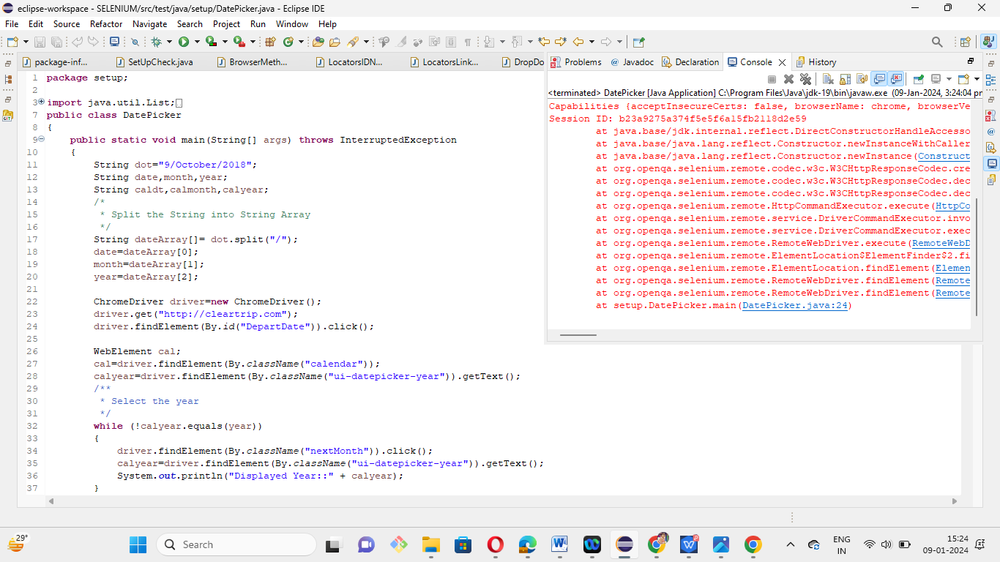 eclipse-workspace - SELENIUM/src/test/java/setup/DatePicker.java - Eclipse IDE
File Edit Source Refactor Navigate Search Project Run Window Help
package-inf... SetUpCheck.java BrowserMeth... LocatorsIDN... LocatorsLink... DropDo
1 package setup;
2
3 import java.util.List;
7 public class DatePicker
8 {
9 public static void main(String[] args) throws InterruptedException
10 {
11 String dot="9/October/2018";
12 String date,month,year;
13 String caldt,calmonth,calyear;
14 /*
15 * Split the String into String Array
16 */
17 String dateArray[]= dot.split("/");
18 date=dateArray[0];
19 month=dateArray[1];
20 year=dateArray[2];
21
22 ChromeDriver driver=new ChromeDriver();
23 driver.get("http://cleartrip.com");
24 driver.findElement(By.id("DepartDate")).click();
25
26 WebElement cal;
27 cal=driver.findElement(By.className("calendar"));
28 calyear=driver.findElement(By.className("ui-datepicker-year")).getText();
29 /**
30 * Select the year
31 */
32 while (!calyear.equals(year))
33 {
34 driver.findElement(By.className("nextMonth")).click();
35 calyear=driver.findElement(By.className("ui-datepicker-year")).getText();
36 System.out.println("Displayed Year::" + calyear);
37 }
Problems @ Javadoc Declaration Console History
<terminated> DatePicker [Java Application] C:\Program Files\Java\jdk-19\bin\javaw.exe (09-Jan-2024, 3:24:04 pr
Capabilities {acceptInsecureCerts: false, browserName: chrome, browserVe
Session ID: b23a9275a374f5e5f6a15fb2118d2e59
at java.base/jdk.internal.reflect.DirectConstructorHandleAccesso
at java.base/java.lang.reflect.Constructor.newInstanceWithCaller
at java.base/java.lang.reflect.Constructor.newInstance(Construct
at org.openqa.selenium.remote.codec.w3c.W3CHttpResponseCodec.cre
at org.openqa.selenium.remote.codec.w3c.W3CHttpResponseCodec.dec
at org.openqa.selenium.remote.codec.w3c.W3CHttpResponseCodec.dec
at org.openqa.selenium.remote.HttpCommandExecutor.execute(HttpCo
at org.openqa.selenium.remote.service.DriverCommandExecutor.invo
at org.openqa.selenium.remote.service.DriverCommandExecutor.exec
at org.openqa.selenium.remote.RemoteWebDriver.execute(RemoteWebD
at org.openqa.selenium.remote.ElementLocation$ElementFinder$2.fi
at org.openqa.selenium.remote.ElementLocation.findElement(Elemen
at org.openqa.selenium.remote.RemoteWebDriver.findElement(Remote
at org.openqa.selenium.remote.RemoteWebDriver.findElement(Remote
at setup.DatePicker.main(DatePicker.java:24)
29°
Search
ENG
IN
15:24
09-01-2024